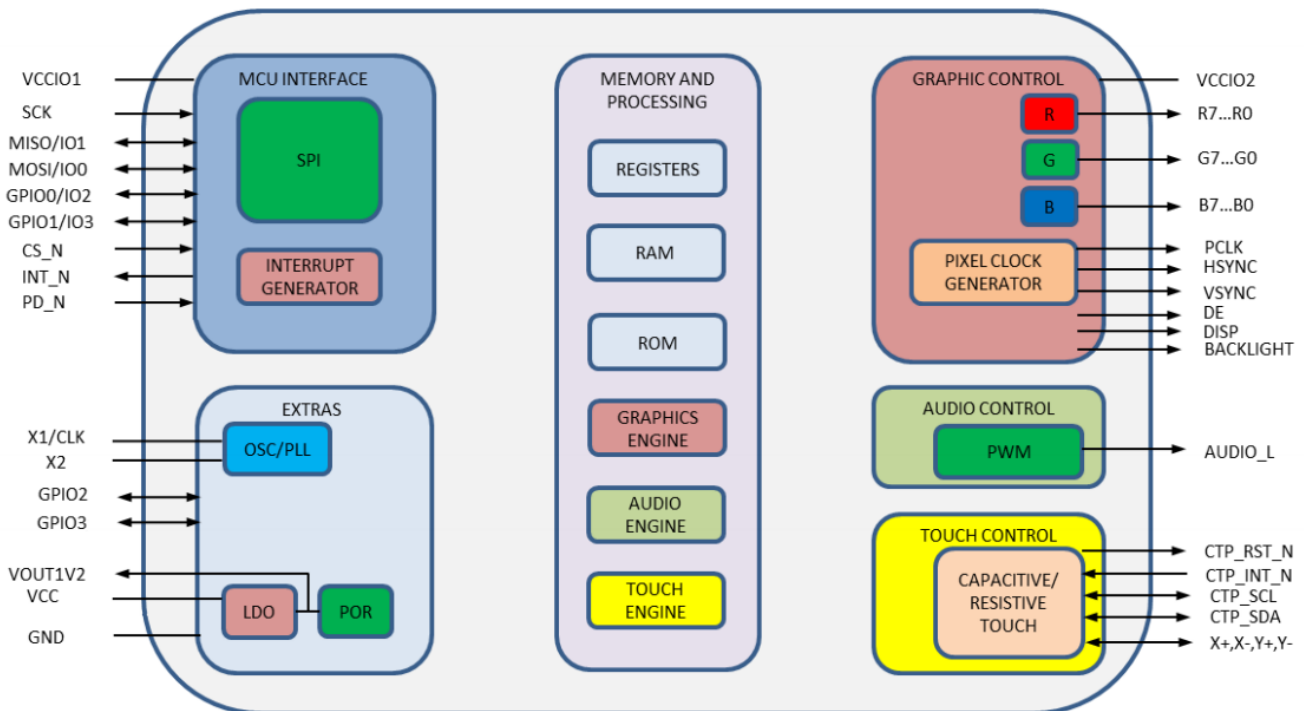 VCCIO1
SCK
MISO/IO1
MOSI/IO0
GPIO0/IO2
GPIO1/IO3
CS_N
INT_N
PD_N
MCU INTERFACE
SPI
INTERRUPT
GENERATOR
X1/CLK
X2
GPIO2
GPIO3
VOUT1V2
VCC
GND
EXTRAS
OSC/PLL
LDO
POR
MEMORY AND
PROCESSING
REGISTERS
RAM
ROM
GRAPHICS
ENGINE
AUDIO
ENGINE
TOUCH
ENGINE
GRAPHIC CONTROL
R
G
B
PIXEL CLOCK
GENERATOR
VCCIO2
R7...R0
G7...G0
B7...B0
PCLK
HSYNC
VSYNC
DE
DISP
BACKLIGHT
AUDIO CONTROL
PWM
AUDIO_L
TOUCH CONTROL
CAPACITIVE/
RESISTIVE
TOUCH
CTP_RST_N
CTP_INT_N
CTP_SCL
CTP_SDA
X+,X-,Y+,Y-